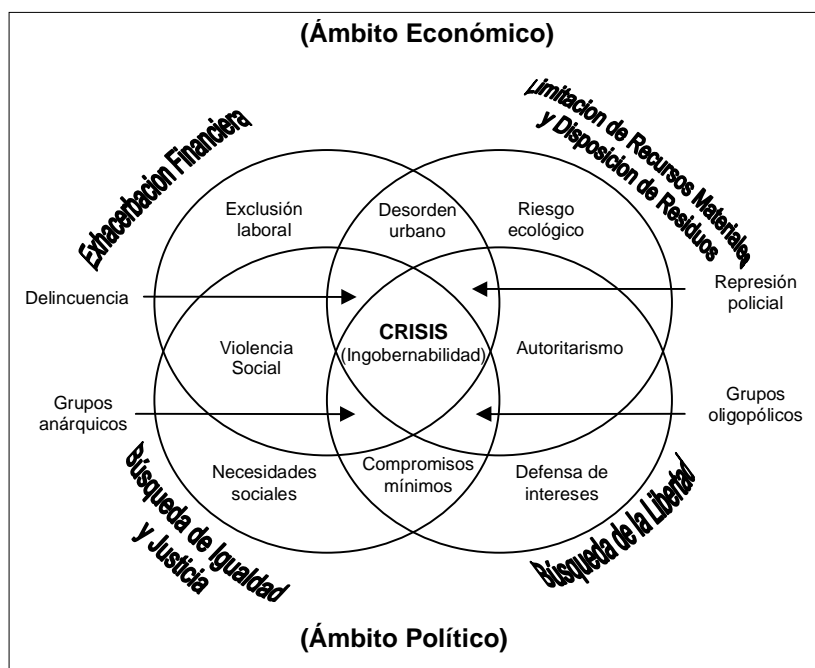 (Ámbito Económico)
Exhacerbacion Financiera
Limitacion de Recursos Materiales
y Disposicion de Residuos
Exclusión
laboral
Desorden
urbano
Riesgo
ecológico
Delincuencia
Represión
policial
CRISIS
(Ingobernabilidad)
Violencia
Social
Autoritarismo
Grupos
anárquicos
Grupos
oligopólicos
Necesidades
sociales
Compromisos
mínimos
Defensa de
intereses
Búsqueda de Igualdad
y Justicia
Búsqueda de la Libertad
(Ámbito Político)